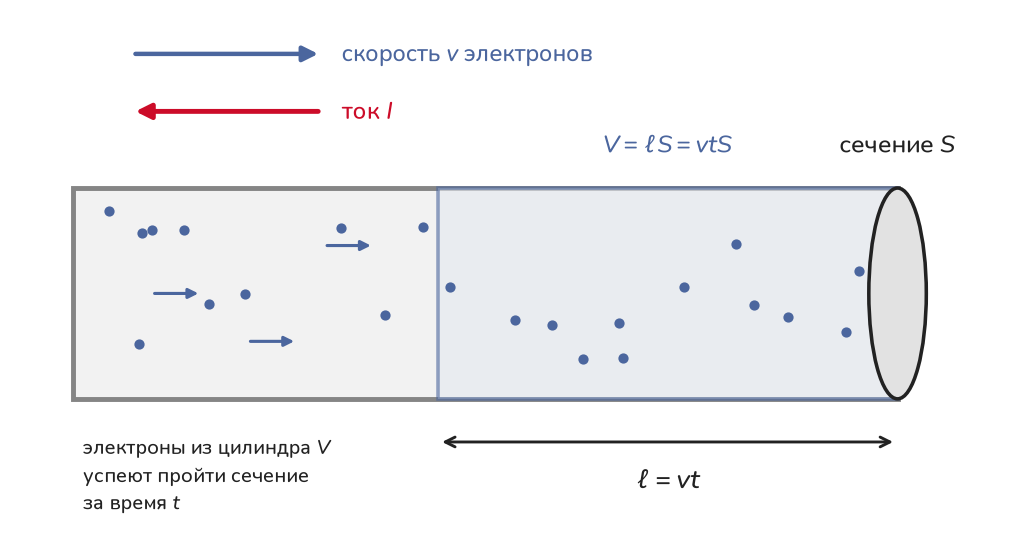 скорость v электронов
ток I
V = ℓS = vtS
сечение S
электроны из цилиндра V
успеют пройти сечение
за время t
ℓ = vt